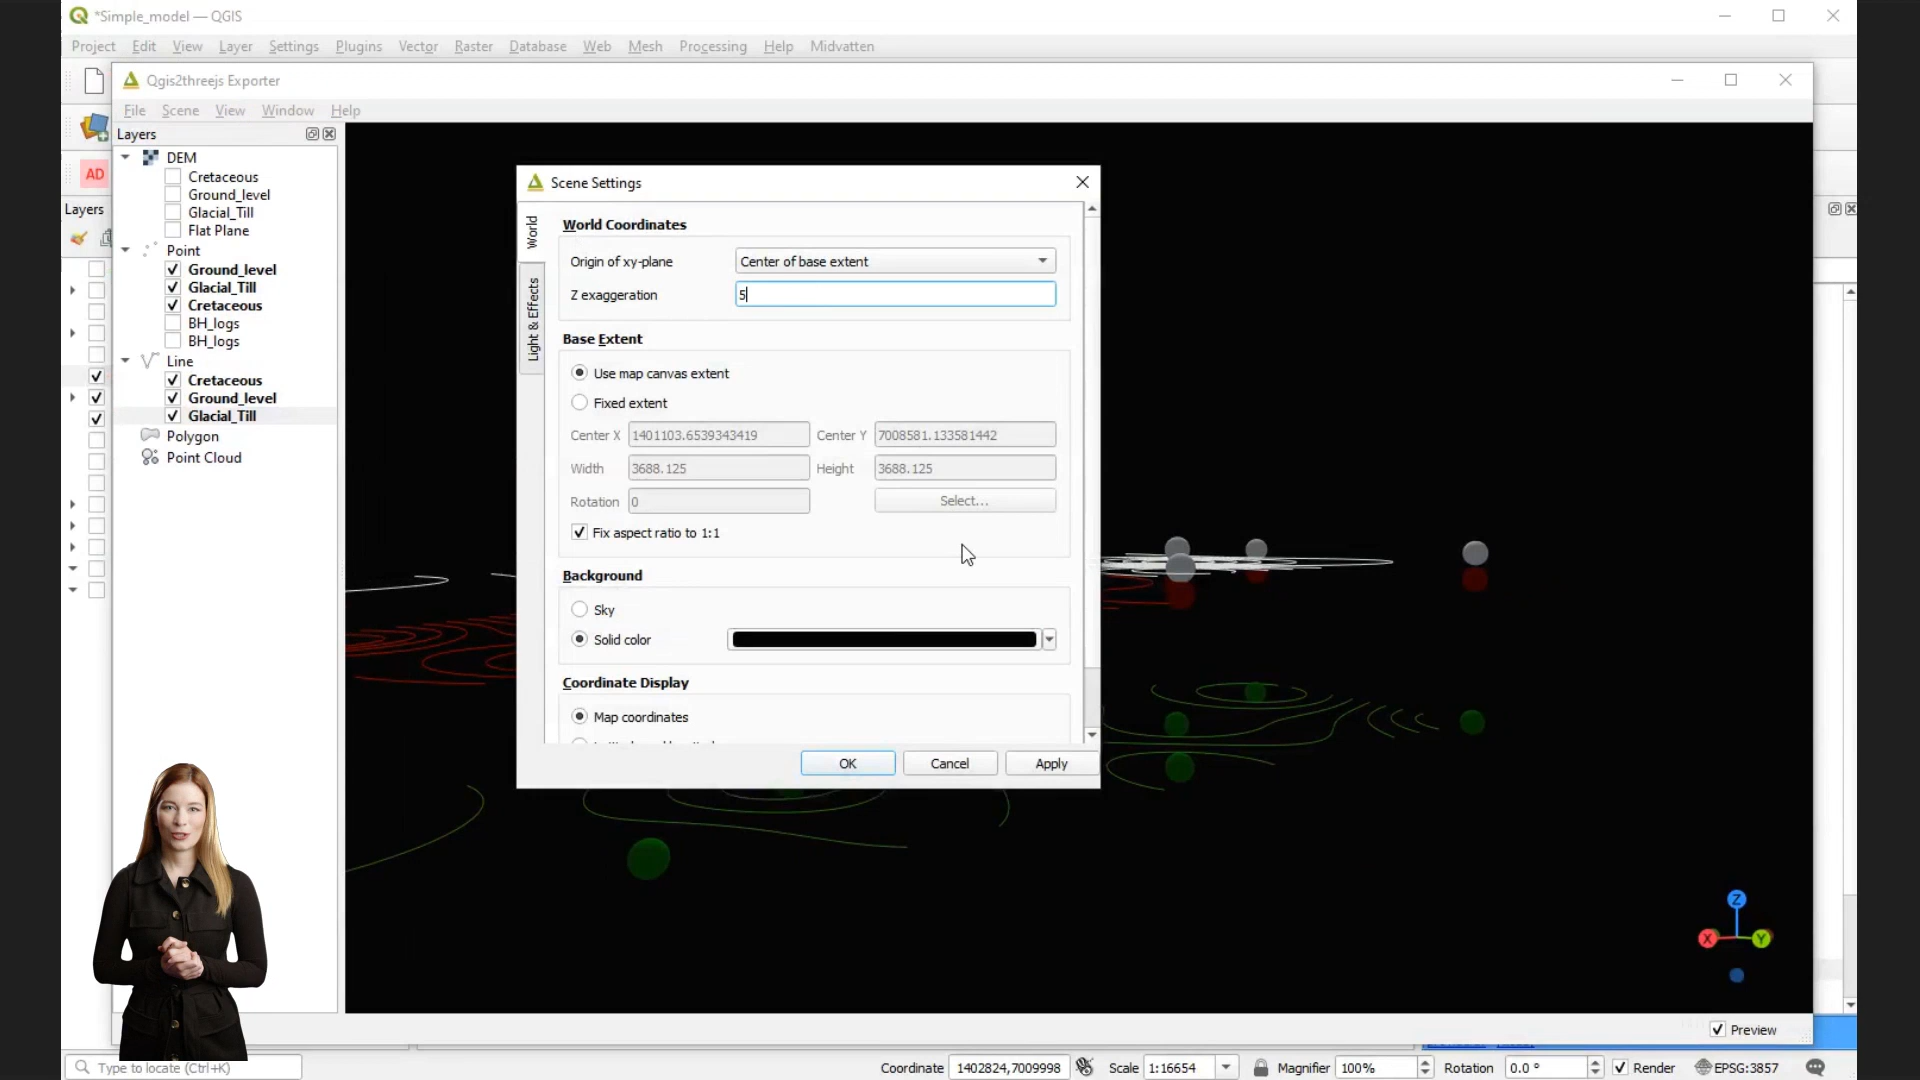 *Simple_model — QGIS
Project Edit View Layer Settings Plugins Vector Raster Database Web Mesh Processing Help Midvatten
Qgis2threejs Exporter
File Scene View Window Help
Layers
DEM
Cretaceous
Ground_level
Glacial_Till
Flat Plane
Point
Ground_level
Glacial_Till
Cretaceous
BH_logs
BH_logs
Line
Cretaceous
Ground_level
Glacial_Till
Polygon
Point Cloud
AD
Layers
Scene Settings
World
Light & Effects
World Coordinates
Origin of xy-plane Center of base extent
Z exaggeration 5
Base Extent
Use map canvas extent
Fixed extent
Center X 1401103.6539343419 Center Y 7008581.133581442
Width 3688.125 Height 3688.125
Rotation 0 Select...
Fix aspect ratio to 1:1
Background
Sky
Solid color
Coordinate Display
Map coordinates
OK Cancel Apply
Z
X Y
Preview
Type to locate (Ctrl+K) Coordinate 1402824,7009998 Scale 1:16654 Magnifier 100% Rotation 0.0 ° Render EPSG:3857